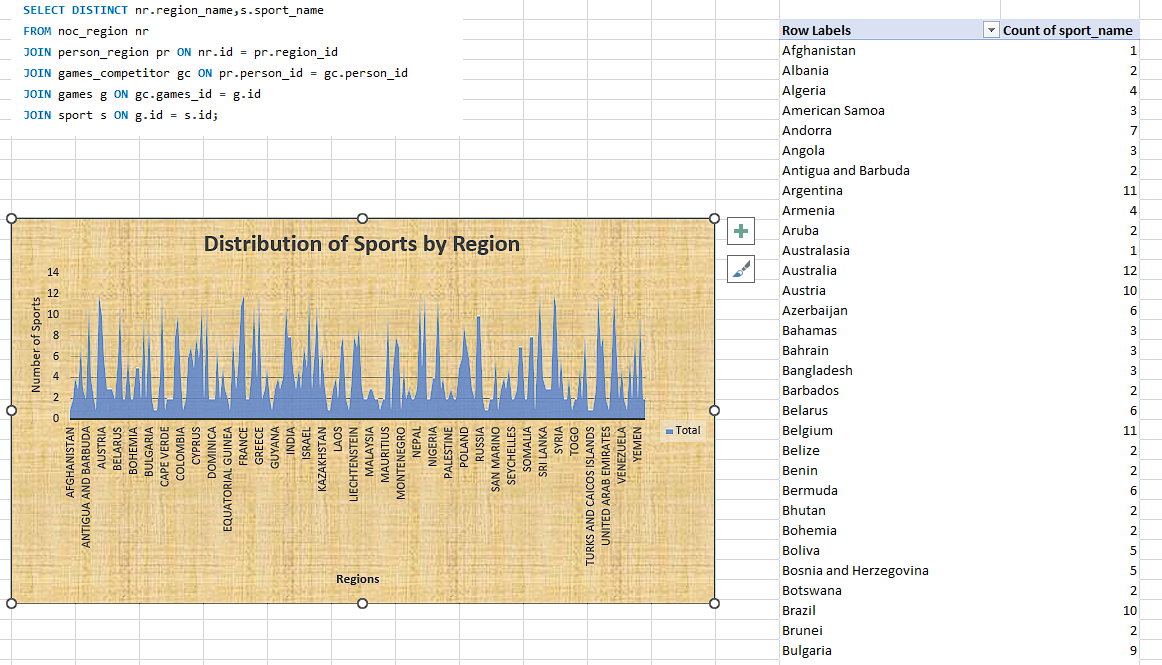 SELECT DISTINCT nr.region_name,s.sport_name
FROM noc_region nr
JOIN person_region pr ON nr.id = pr.region_id
JOIN games_competitor gc ON pr.person_id = gc.person_id
JOIN games g ON gc.games_id = g.id
JOIN sport s ON g.id = s.id;
Distribution of Sports by Region
Number of Sports
14
12
10
8
6
4
2
0
AFGHANISTAN
ANTIGUA AND BARBUDA
AUSTRIA
BELARUS
BOHEMIA
BULGARIA
CAPE VERDE
COLOMBIA
CYPRUS
DOMINICA
EQUATORIAL GUINEA
FRANCE
GREECE
GUYANA
INDIA
ISRAEL
KAZAKHSTAN
LAOS
LIECHTENSTEIN
MALAYSIA
MAURITIUS
MONTENEGRO
NEPAL
NIGERIA
PALESTINE
POLAND
RUSSIA
SAN MARINO
SEYCHELLES
SOMALIA
SRI LANKA
SYRIA
TOGO
TURKS AND CAICOS ISLANDS
UNITED ARAB EMIRATES
VENEZUELA
YEMEN
Total
Regions
Row Labels Count of sport_name
Afghanistan 1
Albania 2
Algeria 4
American Samoa 3
Andorra 7
Angola 3
Antigua and Barbuda 2
Argentina 11
Armenia 4
Aruba 2
Australasia 1
Australia 12
Austria 10
Azerbaijan 6
Bahamas 3
Bahrain 3
Bangladesh 3
Barbados 2
Belarus 6
Belgium 11
Belize 2
Benin 2
Bermuda 6
Bhutan 2
Bohemia 2
Boliva 5
Bosnia and Herzegovina 5
Botswana 2
Brazil 10
Brunei 2
Bulgaria 9